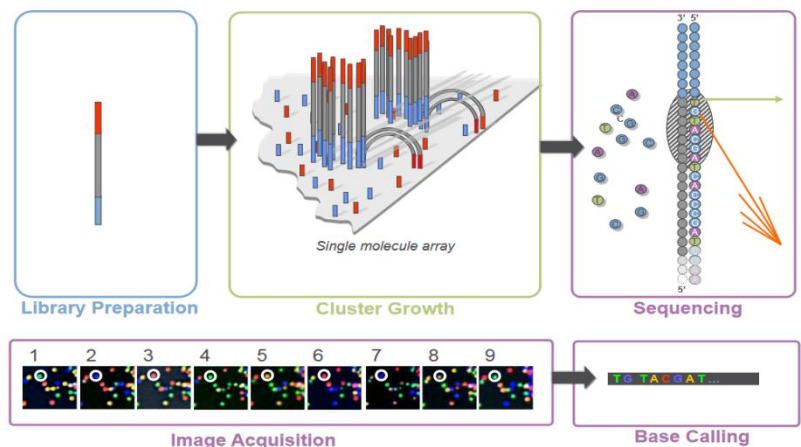 3' 5'
A
C
C G
T G C
A
G
A
T
C G
T
G
T
A
C
G
A
T
C
A
C
C
G
A
T
5'
Single molecule array
Library Preparation
Cluster Growth
Sequencing
1 2 3 4 5 6 7 8 9
TG TACGAT...
Image Acquisition
Base Calling